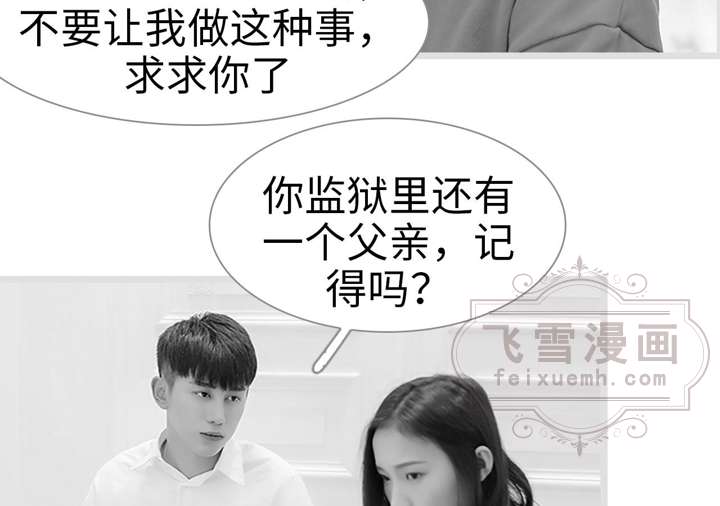 不要让我做这种事，
求求你了
你监狱里还有
一个父亲，记
得吗？
飞雪漫画
feixuemh.com